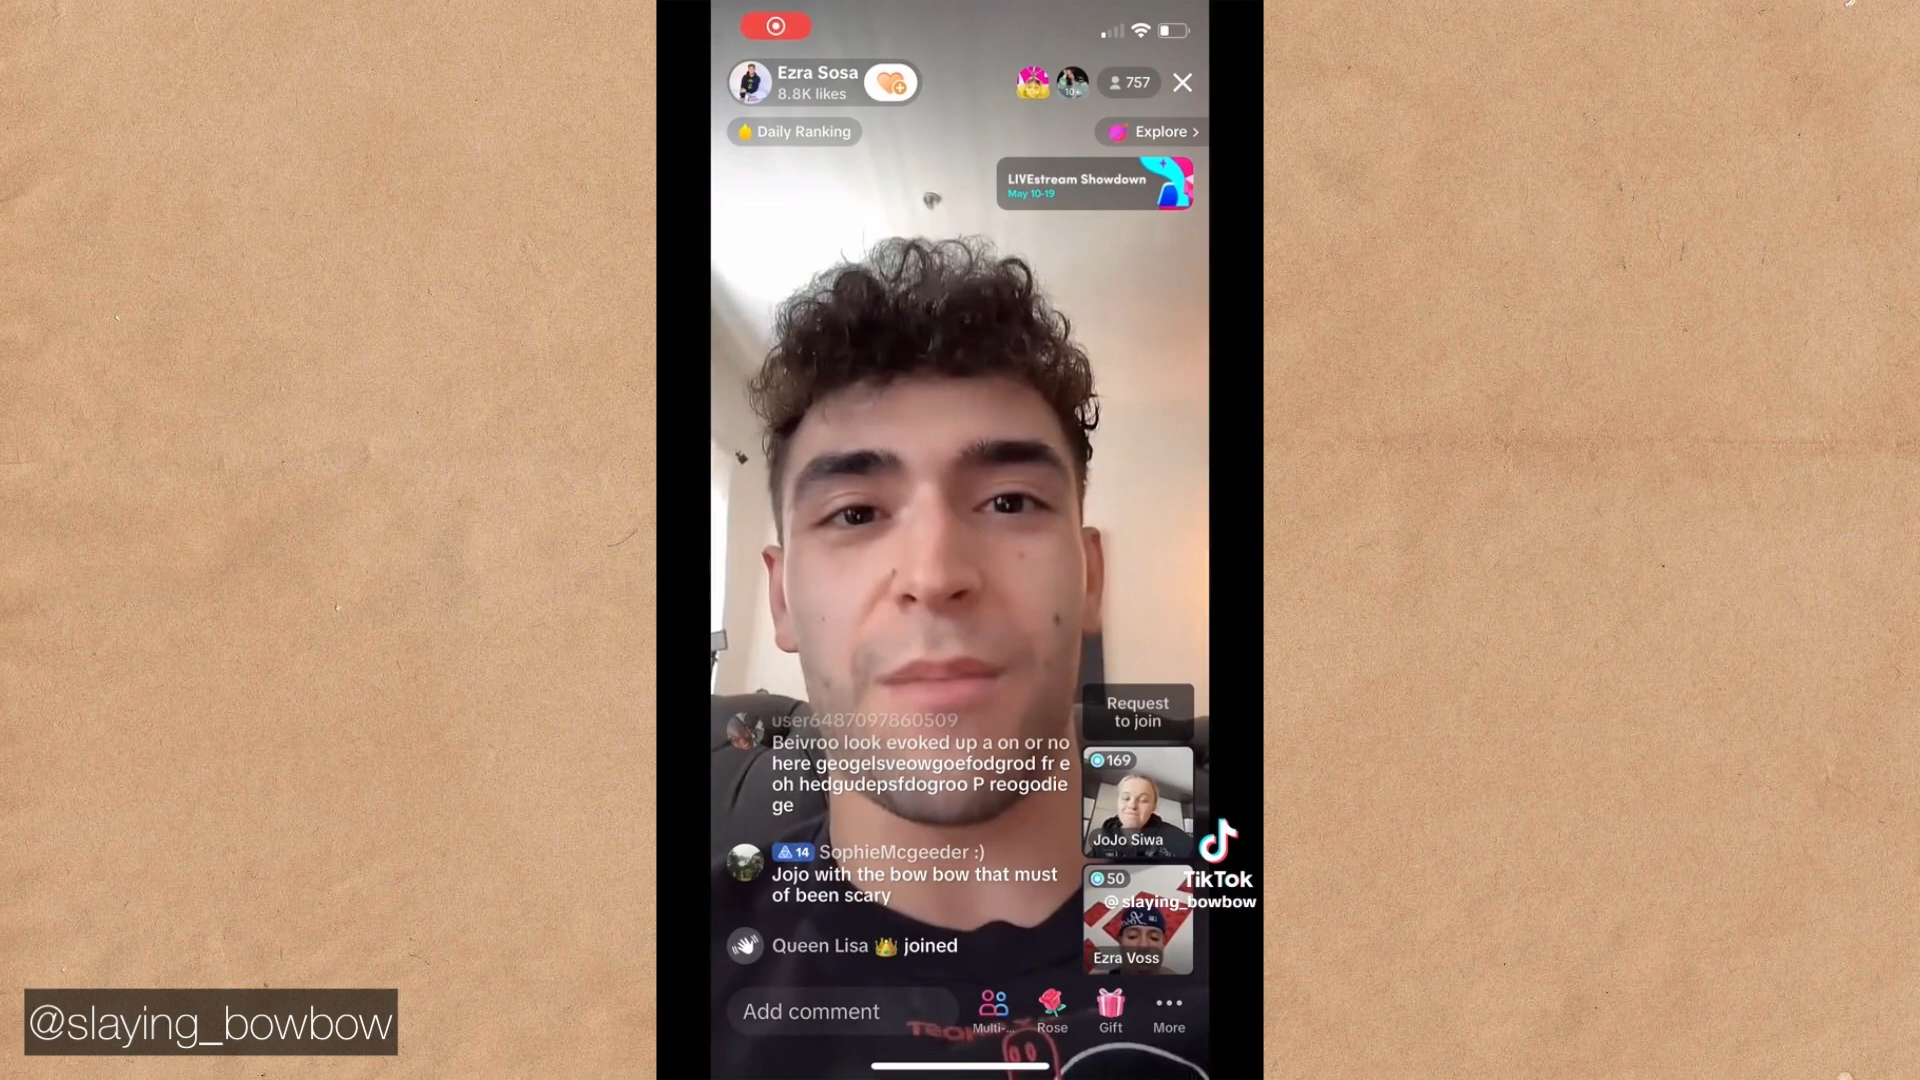 Ezra Sosa
8.8K likes
757
Daily Ranking
Explore >
LIVEstream Showdown
May 10-19
Request
to join
user6487097860509
Beivroo look evoked up a on or no
here geogelsveowgoefodgrod fr e
oh hedgudepsfdogroo P reogodie
ge
169
JoJo Siwa
14 SophieMcgeeder :)
Jojo with the bow bow that must
of been scary
50
TikTok
@slaying_bowbow
Queen Lisa 👑 joined
Ezra Voss
Add comment
Multi-...
Rose
Gift
More
@slaying_bowbow